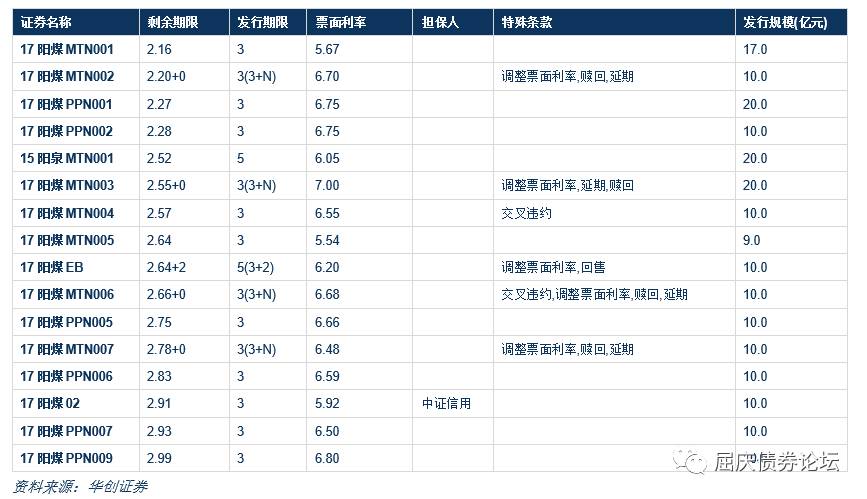 证券名称 剩余期限 发行期限 票面利率 担保人 特殊条款 发行规模(亿元)
17 阳煤 MTN001 2.16 3 5.67 17.0
17 阳煤 MTN002 2.20+0 3(3+N) 6.70 调整票面利率,赎回,延期 10.0
17 阳煤 PPN001 2.27 3 6.75 20.0
17 阳煤 PPN002 2.28 3 6.75 10.0
15 阳泉 MTN001 2.52 5 6.05 20.0
17 阳煤 MTN003 2.55+0 3(3+N) 7.00 调整票面利率,延期,赎回 20.0
17 阳煤 MTN004 2.57 3 6.55 交叉违约 10.0
17 阳煤 MTN005 2.64 3 5.54 9.0
17 阳煤 EB 2.64+2 5(3+2) 6.20 调整票面利率,回售 10.0
17 阳煤 MTN006 2.66+0 3(3+N) 6.68 交叉违约,调整票面利率,赎回,延期 10.0
17 阳煤 PPN005 2.75 3 6.66 10.0
17 阳煤 MTN007 2.78+0 3(3+N) 6.48 调整票面利率,赎回,延期 10.0
17 阳煤 PPN006 2.83 3 6.59 10.0
17 阳煤 02 2.91 3 5.92 中证信用 10.0
17 阳煤 PPN007 2.93 3 6.50 10.0
17 阳煤 PPN009 2.99 3 6.80
屈庆债券论坛
资料来源：华创证券